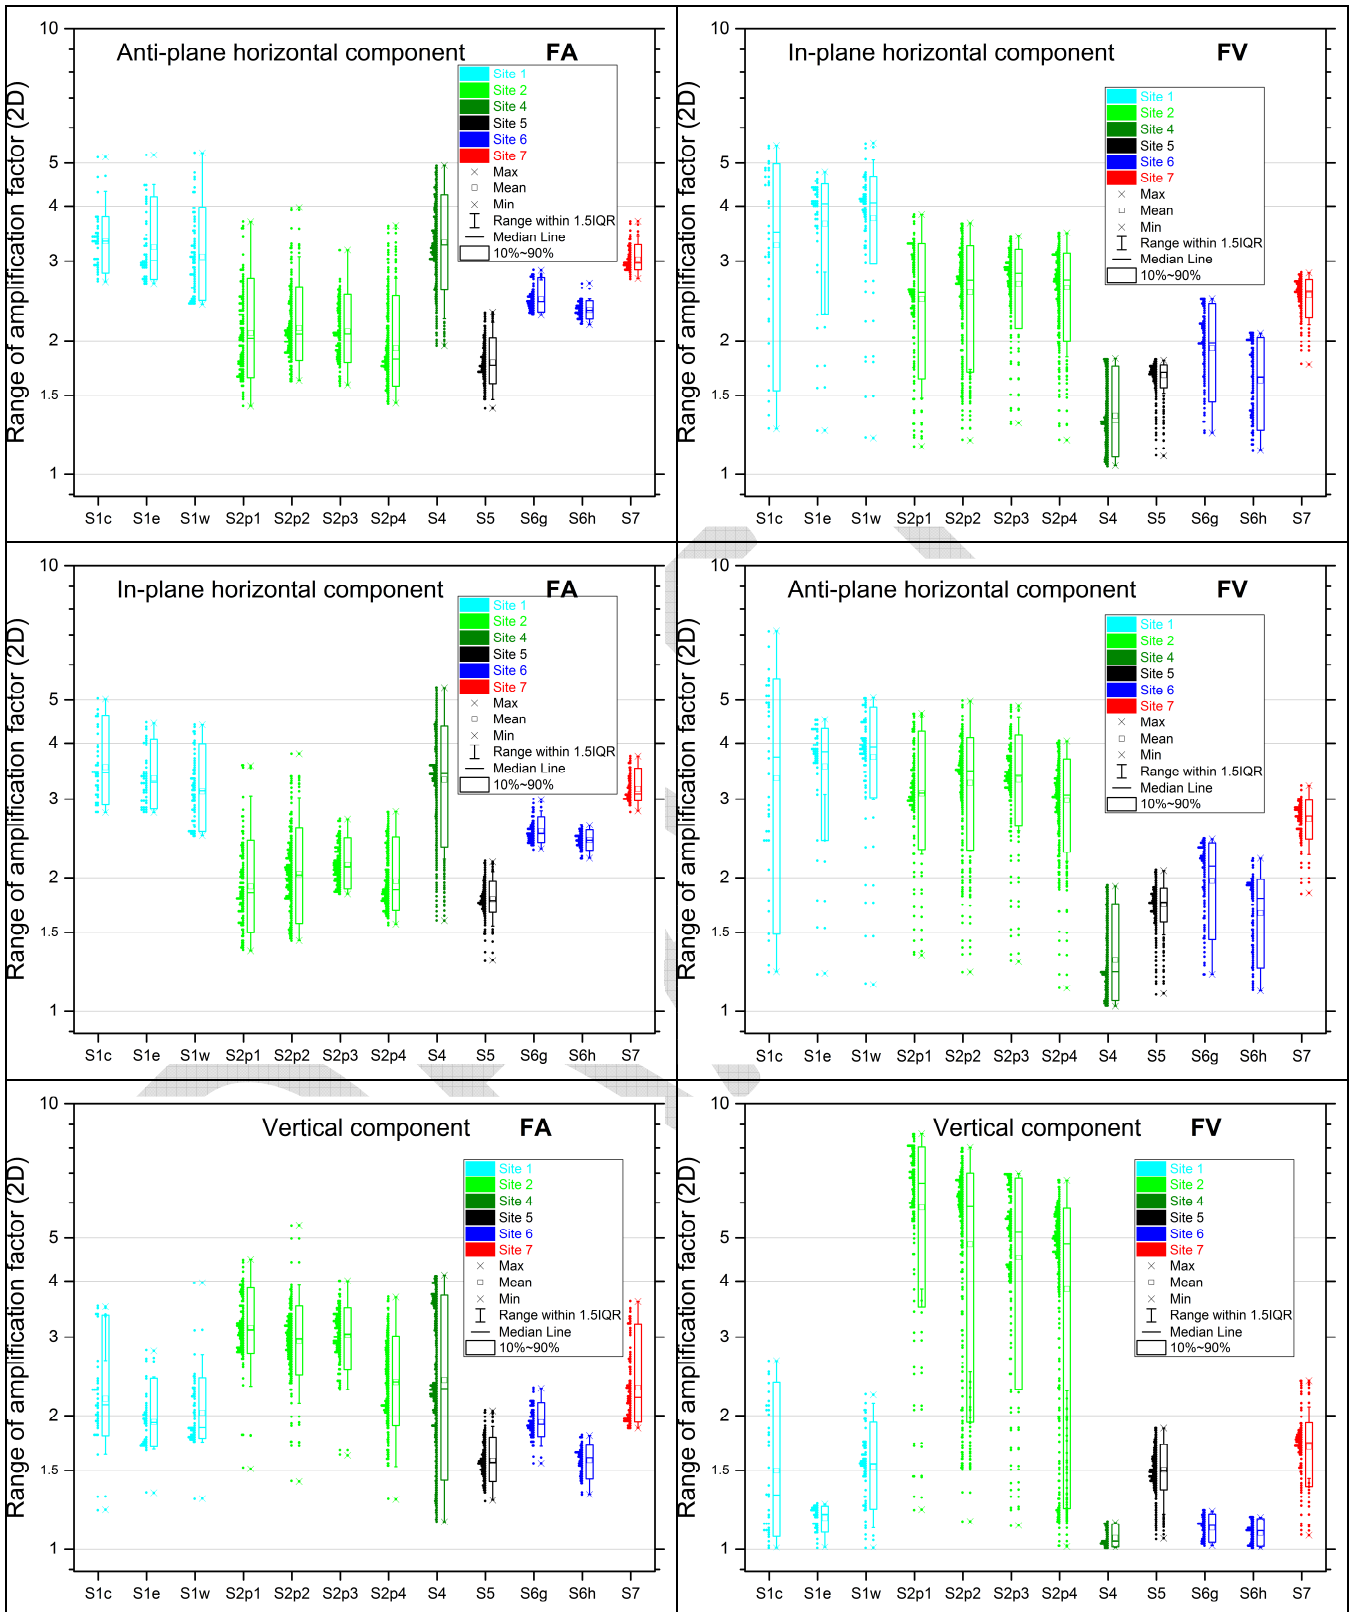 Anti-plane horizontal component FA
Range of amplification factor (2D)
10
5
4
3
2
1.5
1
Site 1
Site 2
Site 4
Site 5
Site 6
Site 7
Max
Mean
Min
Range within 1.5IQR
Median Line
10%~90%
S1c S1e S1w S2p1 S2p2 S2p3 S2p4 S4 S5 S6g S6h S7
In-plane horizontal component FV
Range of amplification factor (2D)
10
5
4
3
2
1.5
1
Site 1
Site 2
Site 4
Site 5
Site 6
Site 7
Max
Mean
Min
Range within 1.5IQR
Median Line
10%~90%
S1c S1e S1w S2p1 S2p2 S2p3 S2p4 S4 S5 S6g S6h S7
In-plane horizontal component FA
Range of amplification factor (2D)
10
5
4
3
2
1.5
1
Site 1
Site 2
Site 4
Site 5
Site 6
Site 7
Max
Mean
Min
Range within 1.5IQR
Median Line
10%~90%
S1c S1e S1w S2p1 S2p2 S2p3 S2p4 S4 S5 S6g S6h S7
Anti-plane horizontal component FV
Range of amplification factor (2D)
10
5
4
3
2
1.5
1
Site 1
Site 2
Site 4
Site 5
Site 6
Site 7
Max
Mean
Min
Range within 1.5IQR
Median Line
10%~90%
S1c S1e S1w S2p1 S2p2 S2p3 S2p4 S4 S5 S6g S6h S7
Vertical component FA
Range of amplification factor (2D)
10
5
4
3
2
1.5
1
Site 1
Site 2
Site 4
Site 5
Site 6
Site 7
Max
Mean
Min
Range within 1.5IQR
Median Line
10%~90%
S1c S1e S1w S2p1 S2p2 S2p3 S2p4 S4 S5 S6g S6h S7
Vertical component FV
Range of amplification factor (2D)
10
5
4
3
2
1.5
1
Site 1
Site 2
Site 4
Site 5
Site 6
Site 7
Max
Mean
Min
Range within 1.5IQR
Median Line
10%~90%
S1c S1e S1w S2p1 S2p2 S2p3 S2p4 S4 S5 S6g S6h S7